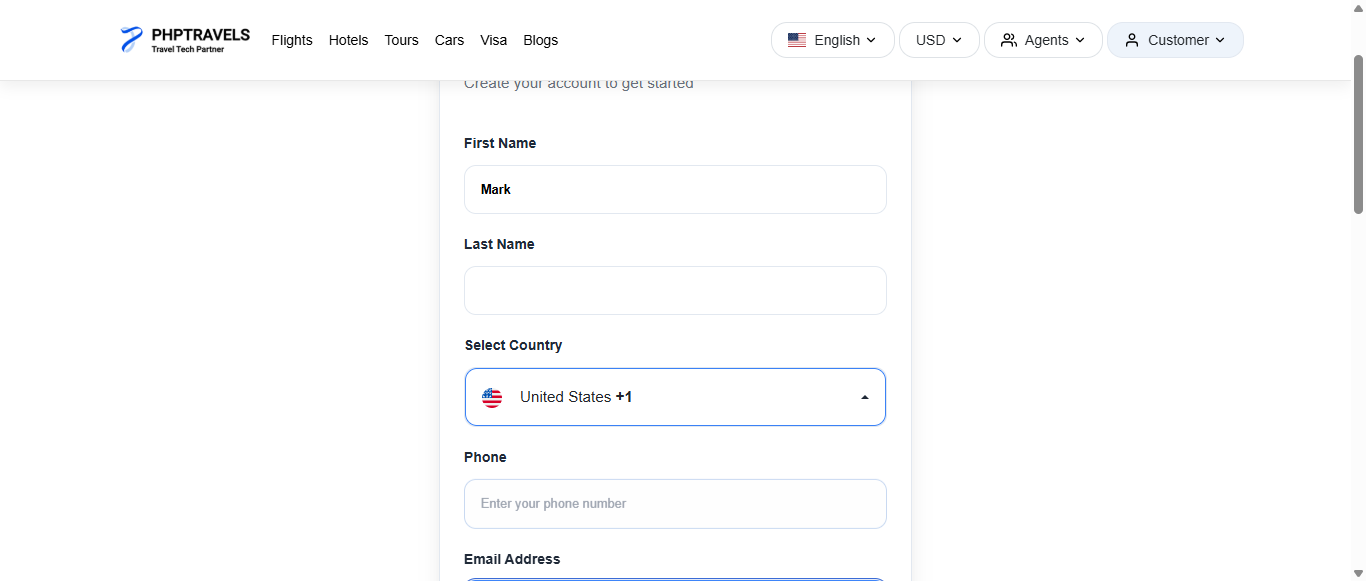 PHPTRAVELS
Travel Tech Partner
Flights Hotels Tours Cars Visa Blogs English USD Agents Customer
Create your account to get started
First Name
Mark
Last Name
Select Country
United States +1
Phone
Enter your phone number
Email Address